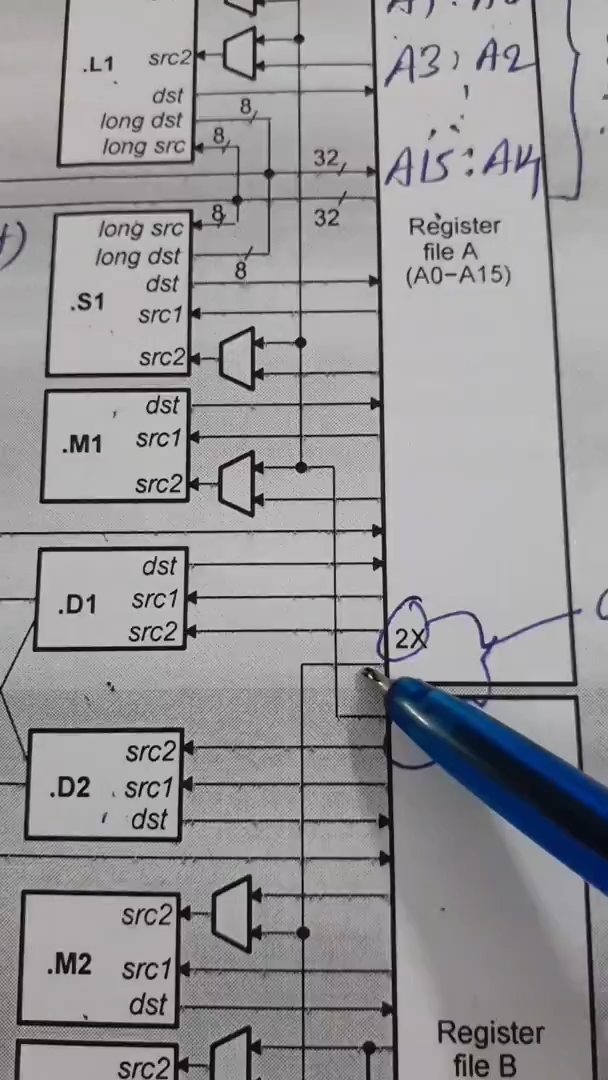 A3 : A2
.L1
src2
dst
8
long dst
8
long src
32
A15 : A14
8
long src
32
Register
file A
(A0–A15)
long dst
8
dst
.S1
src1
src2
dst
.M1
src1
src2
dst
.D1
src1
src2
2X
src2
.D2
src1
dst
src2
.M2
src1
dst
Register
file B
src2